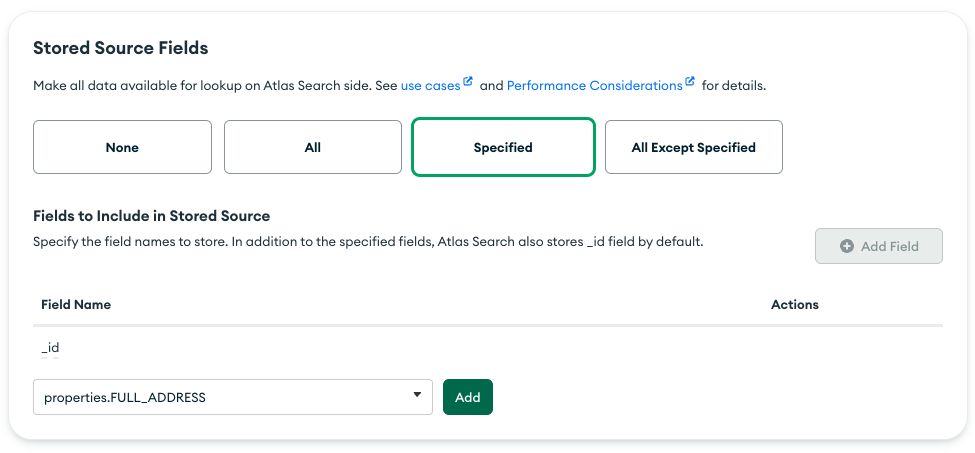 Stored Source Fields
Make all data available for lookup on Atlas Search side. See use cases and Performance Considerations for details.
None
All
Specified
All Except Specified
Fields to Include in Stored Source
Specify the field names to store. In addition to the specified fields, Atlas Search also stores _id field by default.
Add Field
Field Name
Actions
_id
properties.FULL_ADDRESS
Add